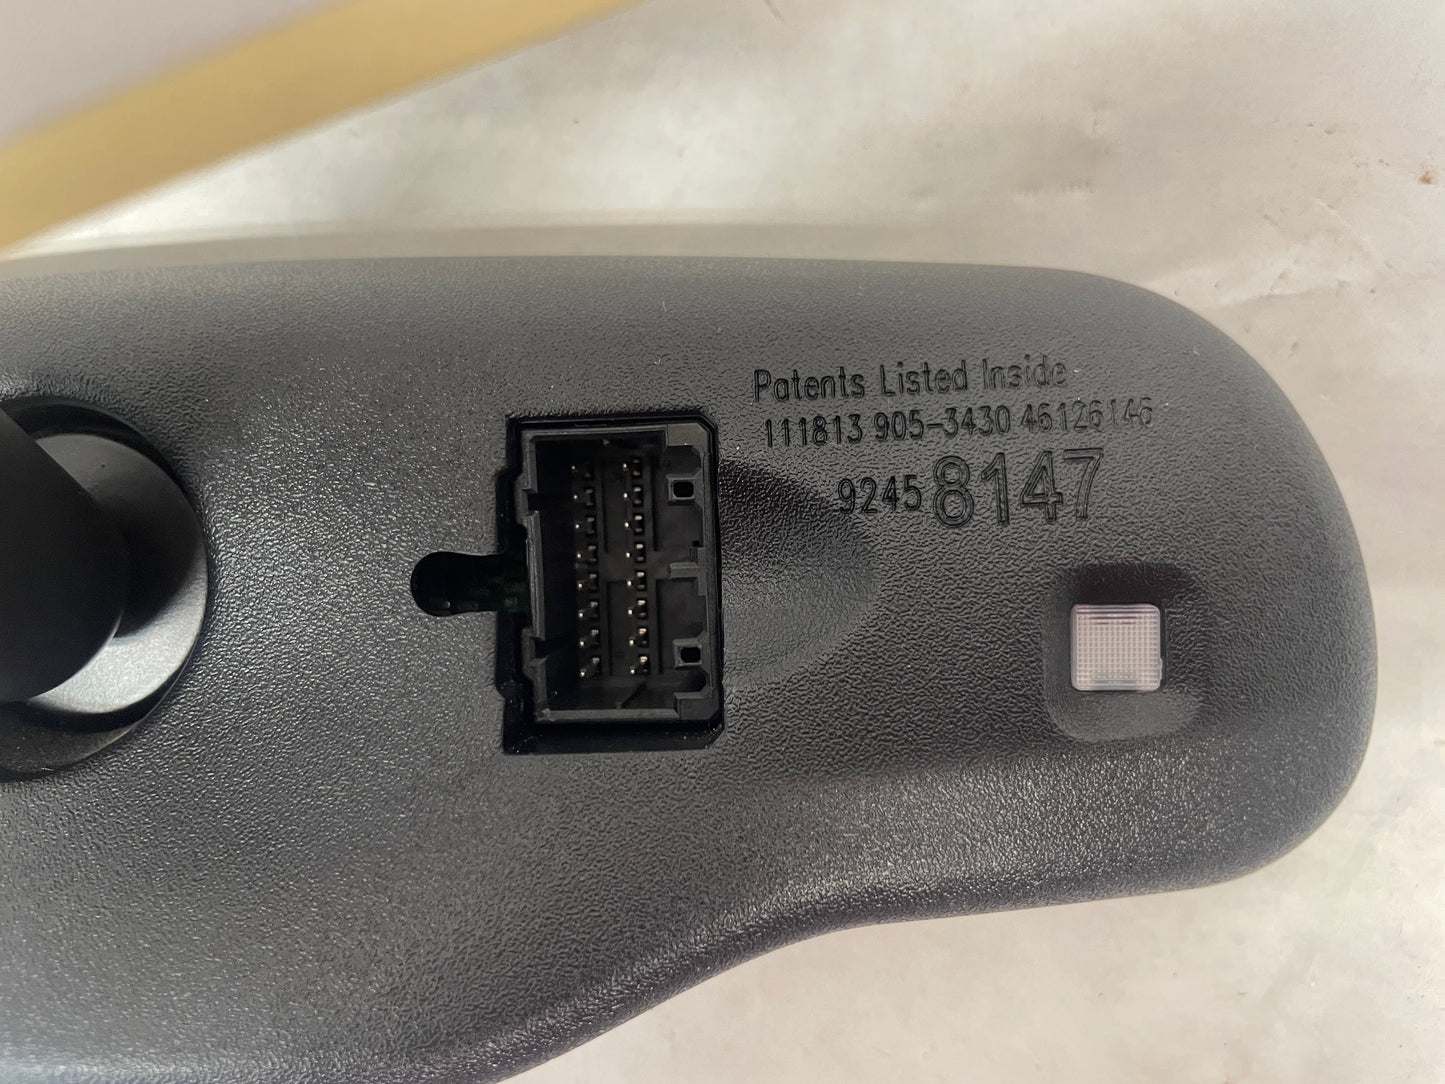 Patents Listed Inside
111813 905-3430 46126146
9245 8147